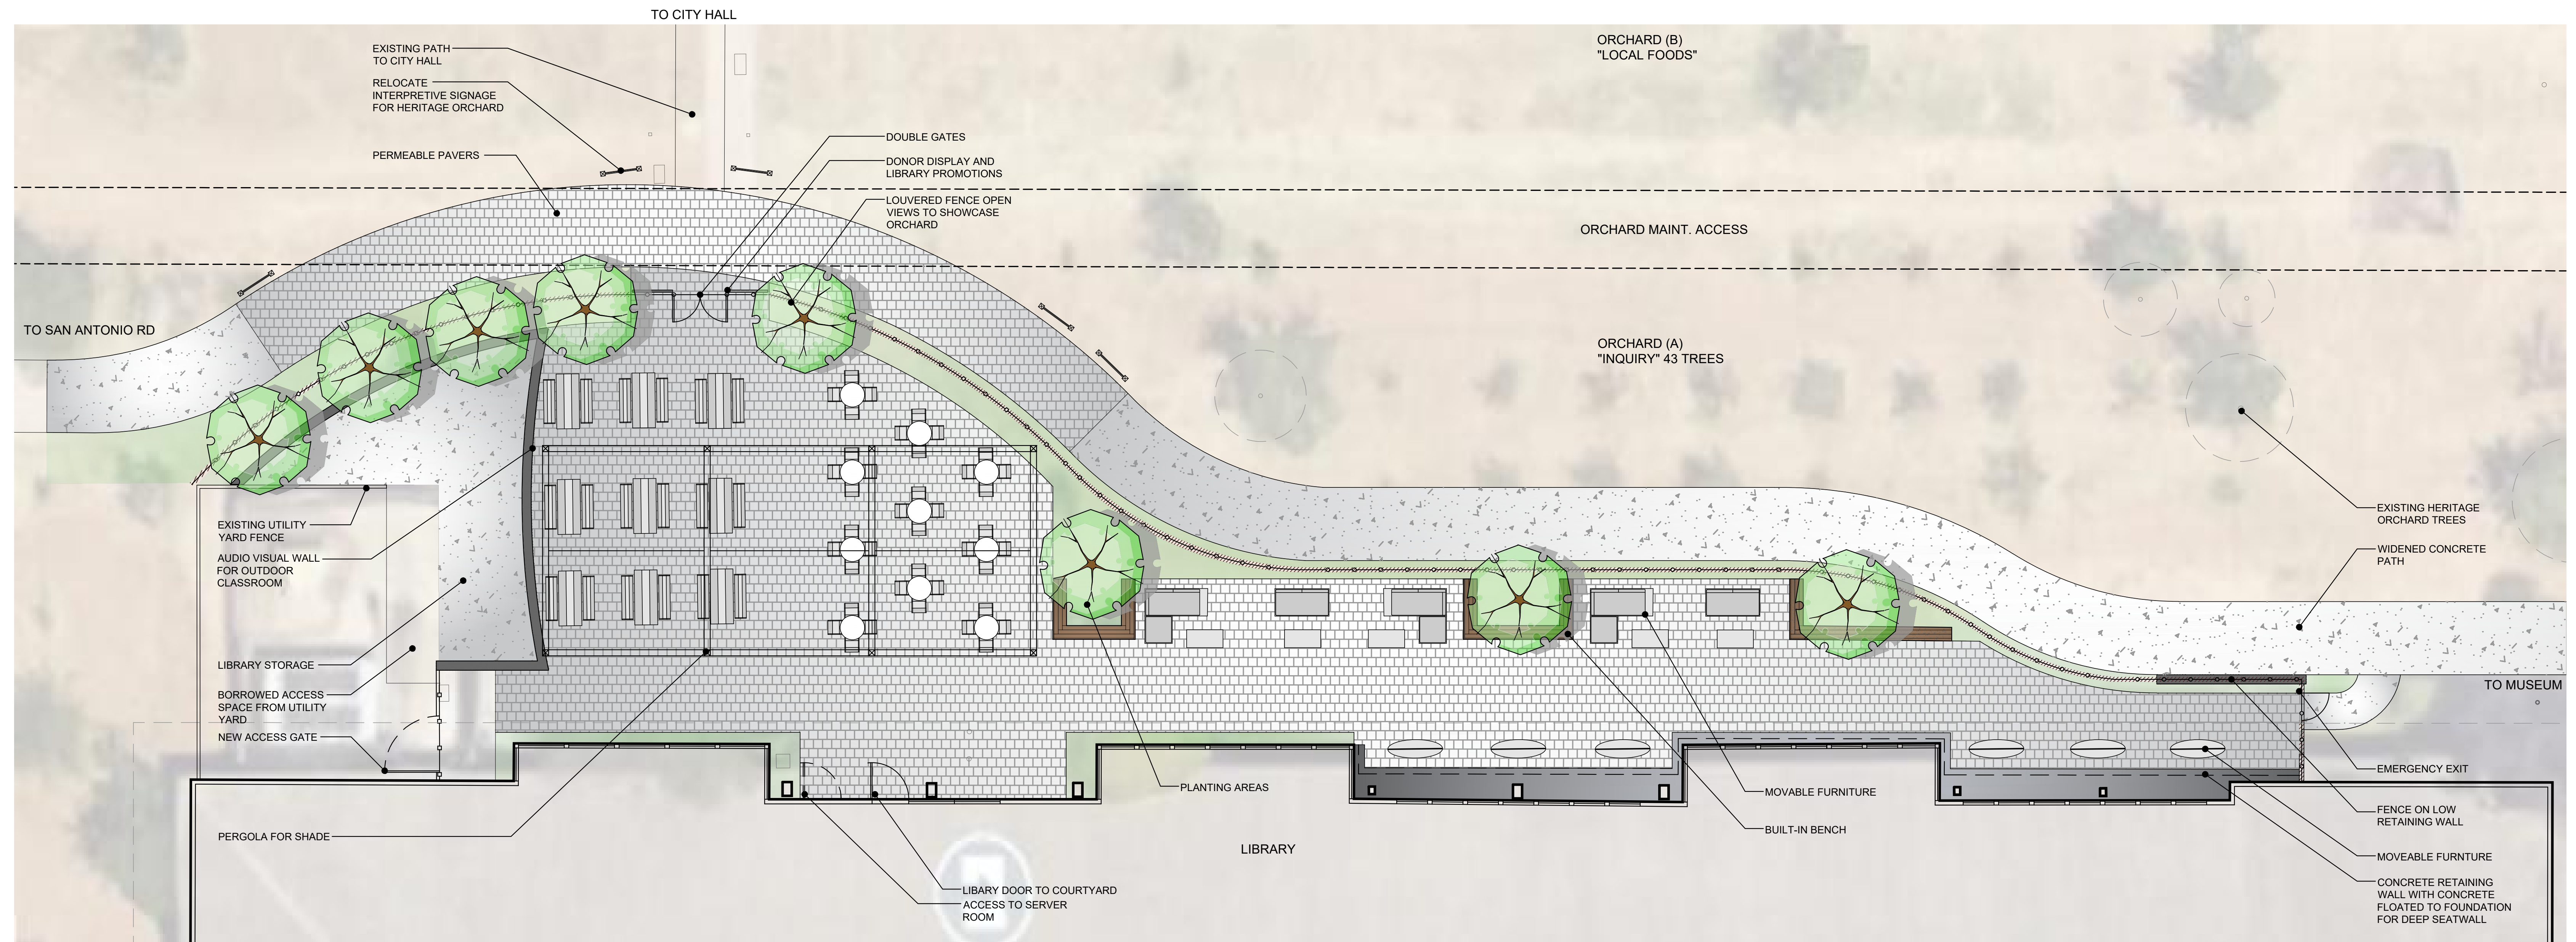 TO CITY HALL
EXISTING PATH
TO CITY HALL
RELOCATE
INTERPRETIVE SIGNAGE
FOR HERITAGE ORCHARD
PERMEABLE PAVERS
DOUBLE GATES
DONOR DISPLAY AND
LIBRARY PROMOTIONS
LOUVERED FENCE OPEN
VIEWS TO SHOWCASE
ORCHARD
ORCHARD (B)
"LOCAL FOODS"
ORCHARD MAINT. ACCESS
ORCHARD (A)
"INQUIRY" 43 TREES
TO SAN ANTONIO RD
EXISTING UTILITY
YARD FENCE
AUDIO VISUAL WALL
FOR OUTDOOR
CLASSROOM
LIBRARY STORAGE
BORROWED ACCESS
SPACE FROM UTILITY
YARD
NEW ACCESS GATE
PERGOLA FOR SHADE
LIBARY DOOR TO COURTYARD
ACCESS TO SERVER
ROOM
PLANTING AREAS
LIBRARY
MOVABLE FURNITURE
BUILT-IN BENCH
EXISTING HERITAGE
ORCHARD TREES
WIDENED CONCRETE
PATH
TO MUSEUM
EMERGENCY EXIT
FENCE ON LOW
RETAINING WALL
MOVEABLE FURNTURE
CONCRETE RETAINING
WALL WITH CONCRETE
FLOATED TO FOUNDATION
FOR DEEP SEATWALL